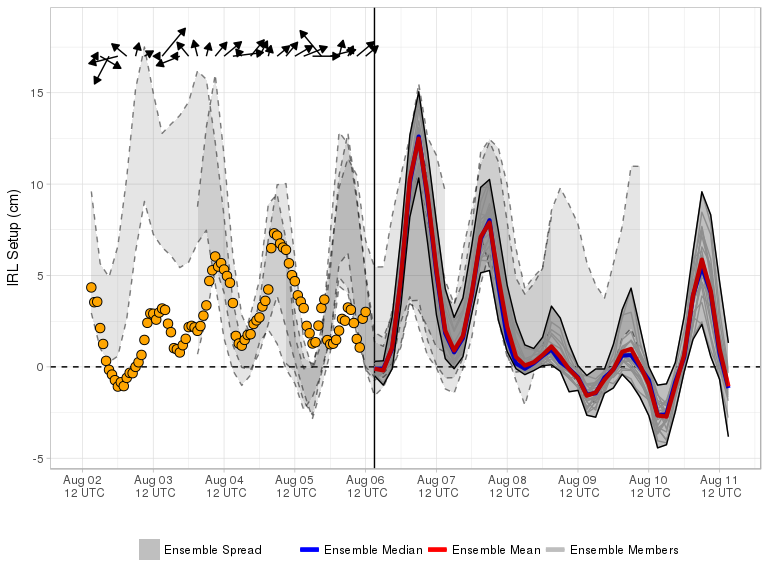 IRL Setup (cm)
15
10
5
0
-5
Aug 02 Aug 03 Aug 04 Aug 05 Aug 06 Aug 07 Aug 08 Aug 09 Aug 10 Aug 11
12 UTC 12 UTC 12 UTC 12 UTC 12 UTC 12 UTC 12 UTC 12 UTC 12 UTC 12 UTC
Ensemble Spread Ensemble Median Ensemble Mean Ensemble Members